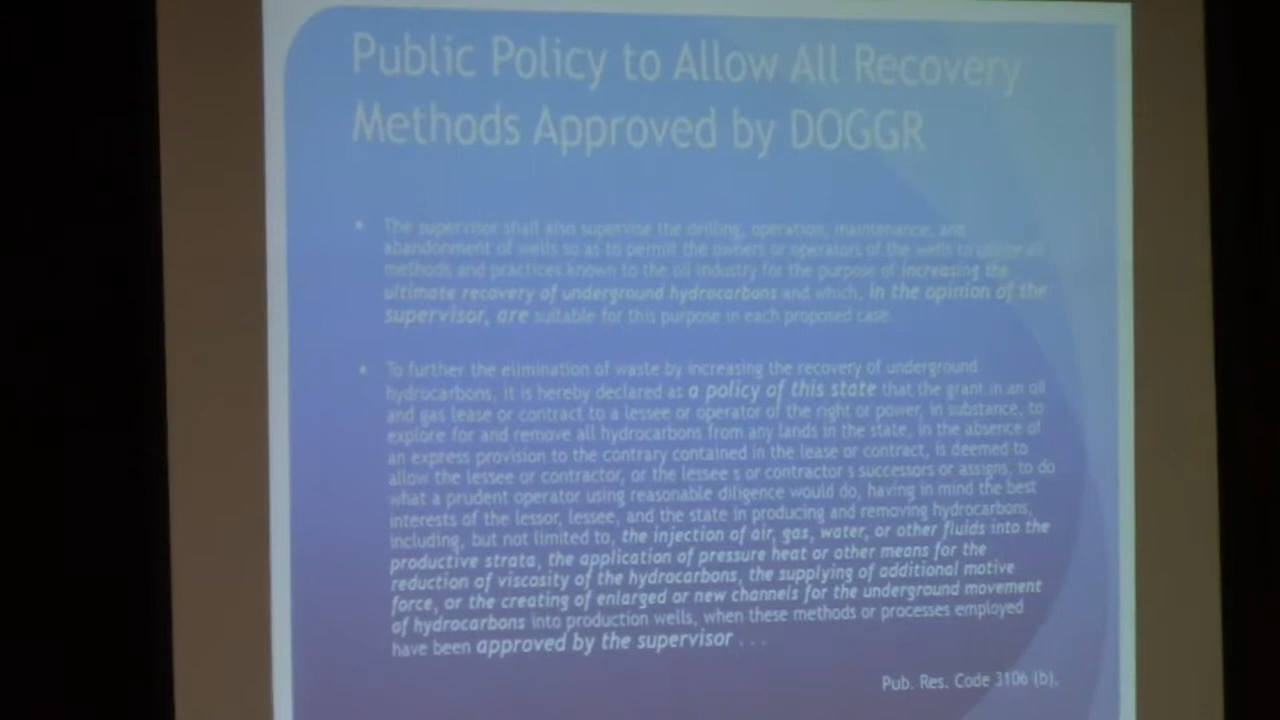 Public Policy to Allow All Recovery
Methods Approved by DOGGR
• The supervisor shall also supervise the drilling, operation, maintenance, and
abandonment of wells so as to permit the owners or operators of the wells to utilize all
methods and practices known to the oil industry for the purpose of increasing the
ultimate recovery of underground hydrocarbons and which, in the opinion of the
supervisor, are suitable for this purpose in each proposed case.
• To further the elimination of waste by increasing the recovery of underground
hydrocarbons, it is hereby declared as a policy of this state that the grant in an oil
and gas lease or contract to a lessee or operator of the right or power, in substance, to
explore for and remove all hydrocarbons from any lands in the state, in the absence of
an express provision to the contrary contained in the lease or contract, is deemed to
allow the lessee or contractor, or the lessee s or contractor s successors or assigns, to do
what a prudent operator using reasonable diligence would do, having in mind the best
interests of the lessor, lessee, and the state in producing and removing hydrocarbons,
including, but not limited to, the injection of air, gas, water, or other fluids into the
productive strata, the application of pressure heat or other means for the
reduction of viscosity of the hydrocarbons, the supplying of additional motive
force, or the creating of enlarged or new channels for the underground movement
of hydrocarbons into production wells, when these methods or processes employed
have been approved by the supervisor . . .
Pub. Res. Code 3106 (b).